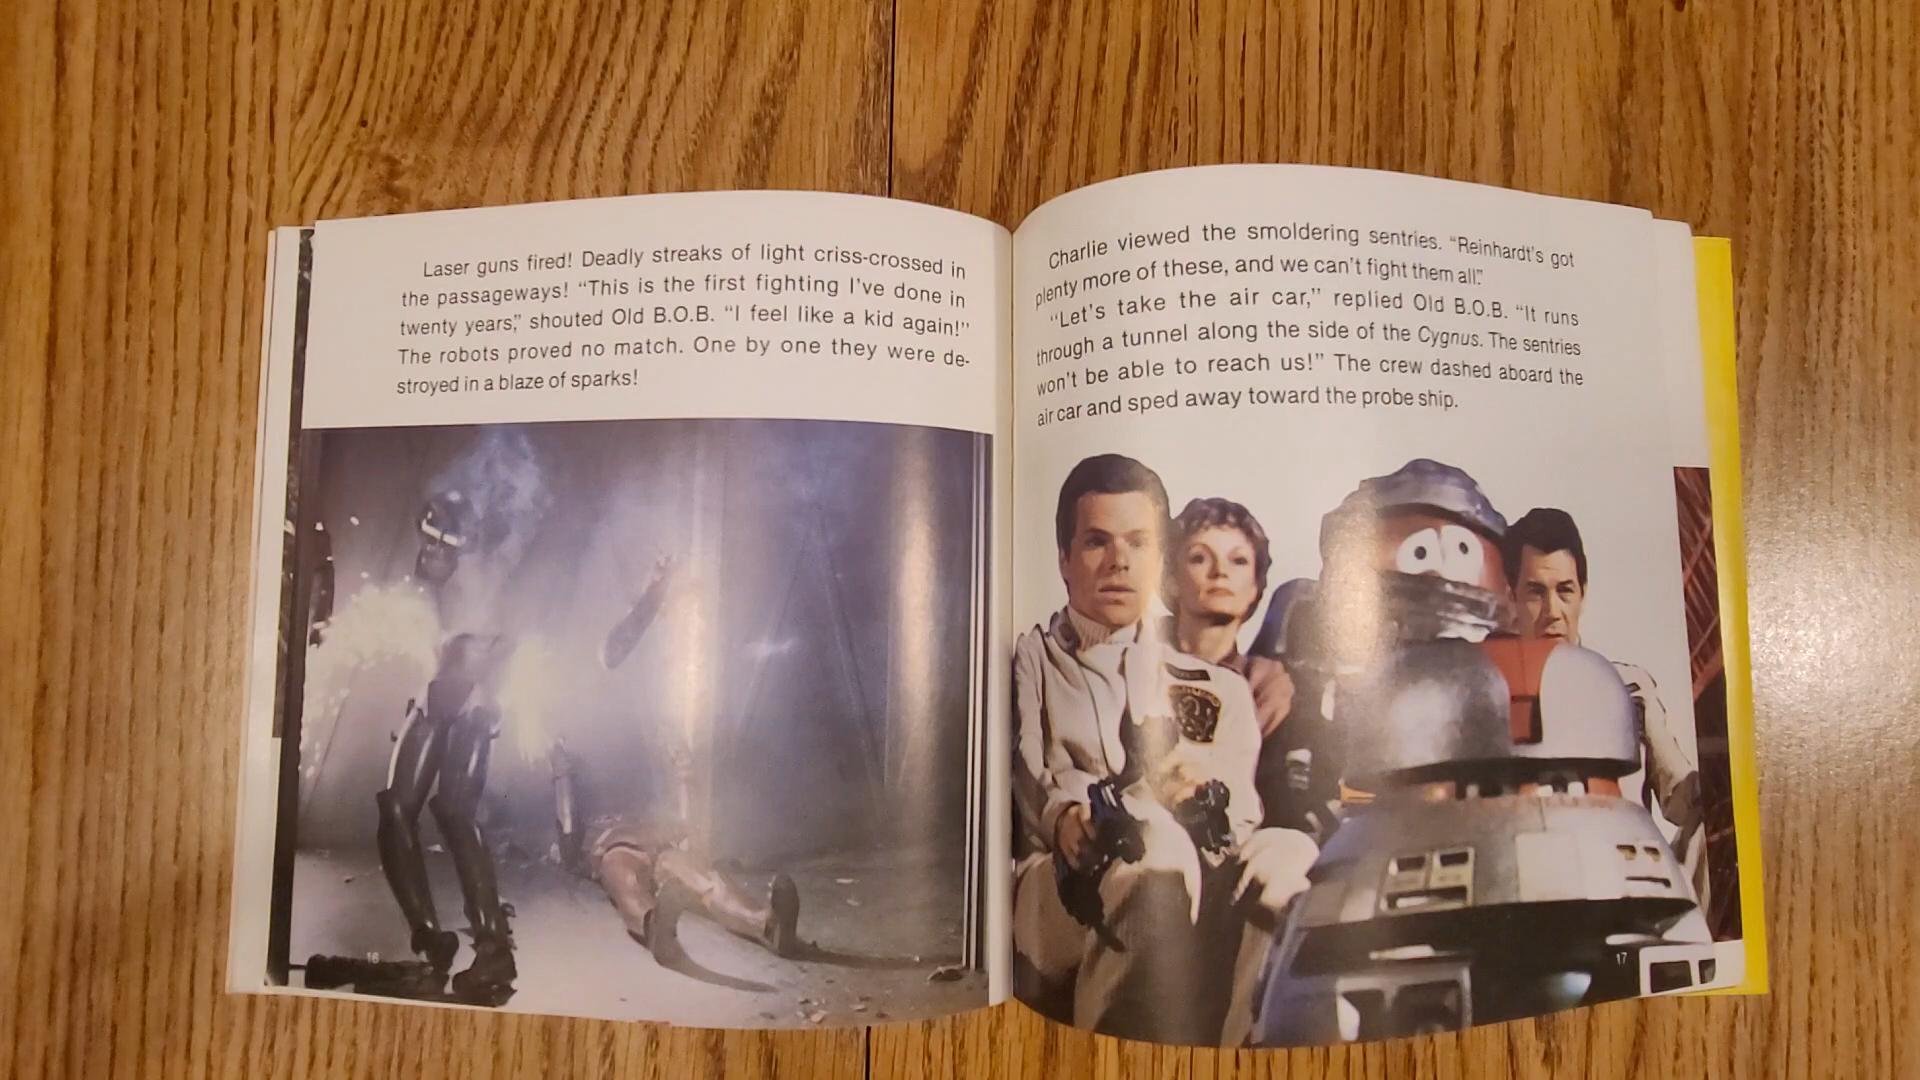 Laser guns fired! Deadly streaks of light criss-crossed in
the passageways! “This is the first fighting I’ve done in
twenty years,” shouted Old B.O.B. “I feel like a kid again!”
The robots proved no match. One by one they were de-
stroyed in a blaze of sparks!
16
Charlie viewed the smoldering sentries. “Reinhardt’s got
plenty more of these, and we can’t fight them all.”
“Let’s take the air car,” replied Old B.O.B. “It runs
through a tunnel along the side of the Cygnus. The sentries
won’t be able to reach us!” The crew dashed aboard the
air car and sped away toward the probe ship.
17